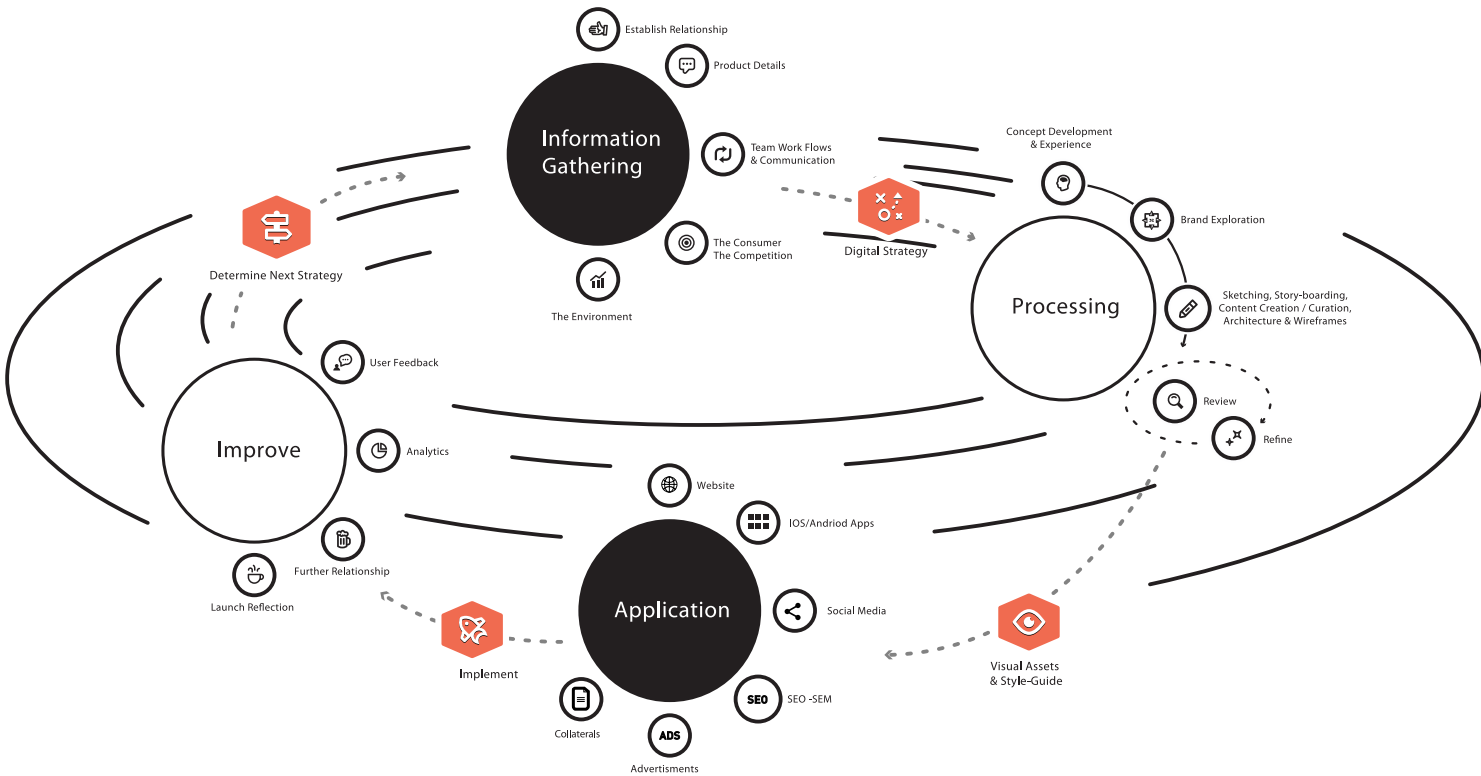 Establish Relationship
Product Details
Information
Gathering
Team Work Flows
& Communication
The Consumer
The Competition
The Environment
Digital Strategy
Concept Development
& Experience
Brand Exploration
Processing
Sketching, Story-boarding,
Content Creation / Curation,
Architecture & Wireframes
Review
Refine
Visual Assets
& Style-Guide
Website
IOS/Andriod Apps
Application
Social Media
SEO
SEO -SEM
ADS
Advertisments
Collaterals
Implement
Determine Next Strategy
User Feedback
Improve
Analytics
Further Relationship
Launch Reflection